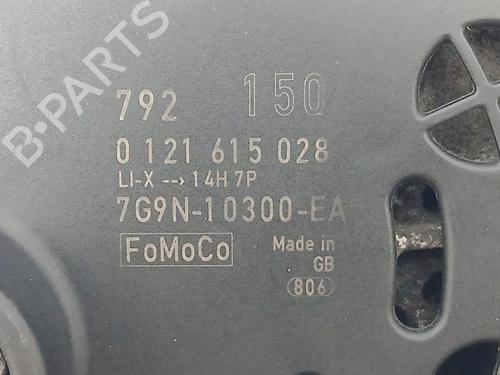 792 150
0 121 615 028
LI-X --> 14H 7P
7G9N-10300-EA
FoMoCo Made in
GB
806
B-PARTS